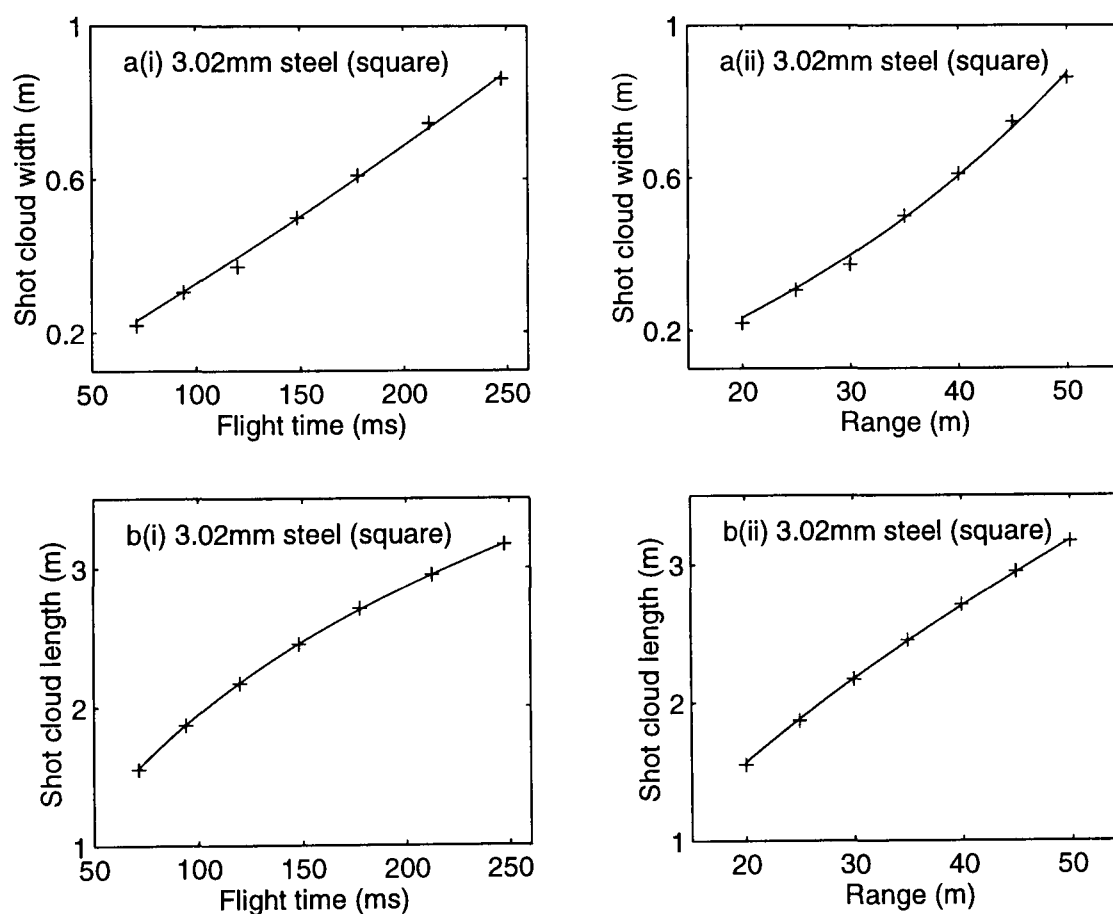 a(i) 3.02mm steel (square)
Shot cloud width (m)
1
0.6
0.2
50 100 150 200 250
Flight time (ms)
a(ii) 3.02mm steel (square)
Shot cloud width (m)
1
0.6
0.2
20 30 40 50
Range (m)
b(i) 3.02mm steel (square)
Shot cloud length (m)
3
2
1
50 100 150 200 250
Flight time (ms)
b(ii) 3.02mm steel (square)
Shot cloud length (m)
3
2
1
20 30 40 50
Range (m)